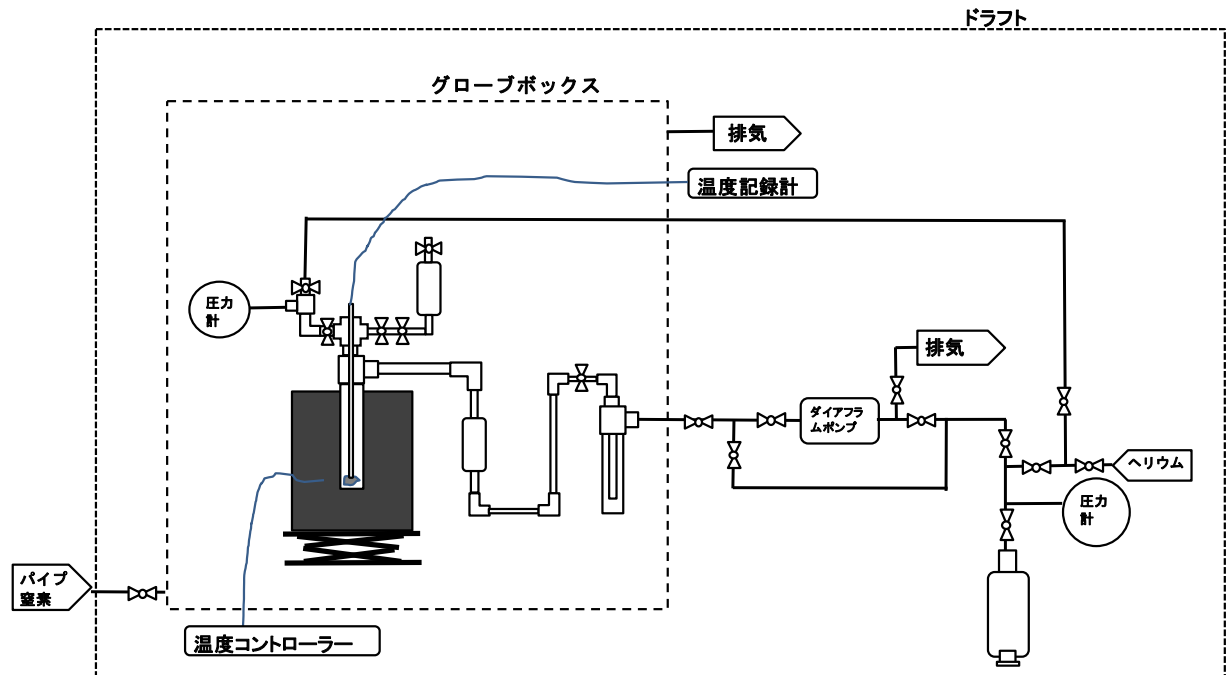 ドラフト
グローブボックス
排気
温度記録計
圧力
計
排気
ダイアフラ
ムポンプ
ヘリウム
圧力
計
パイプ
窒素
温度コントローラー